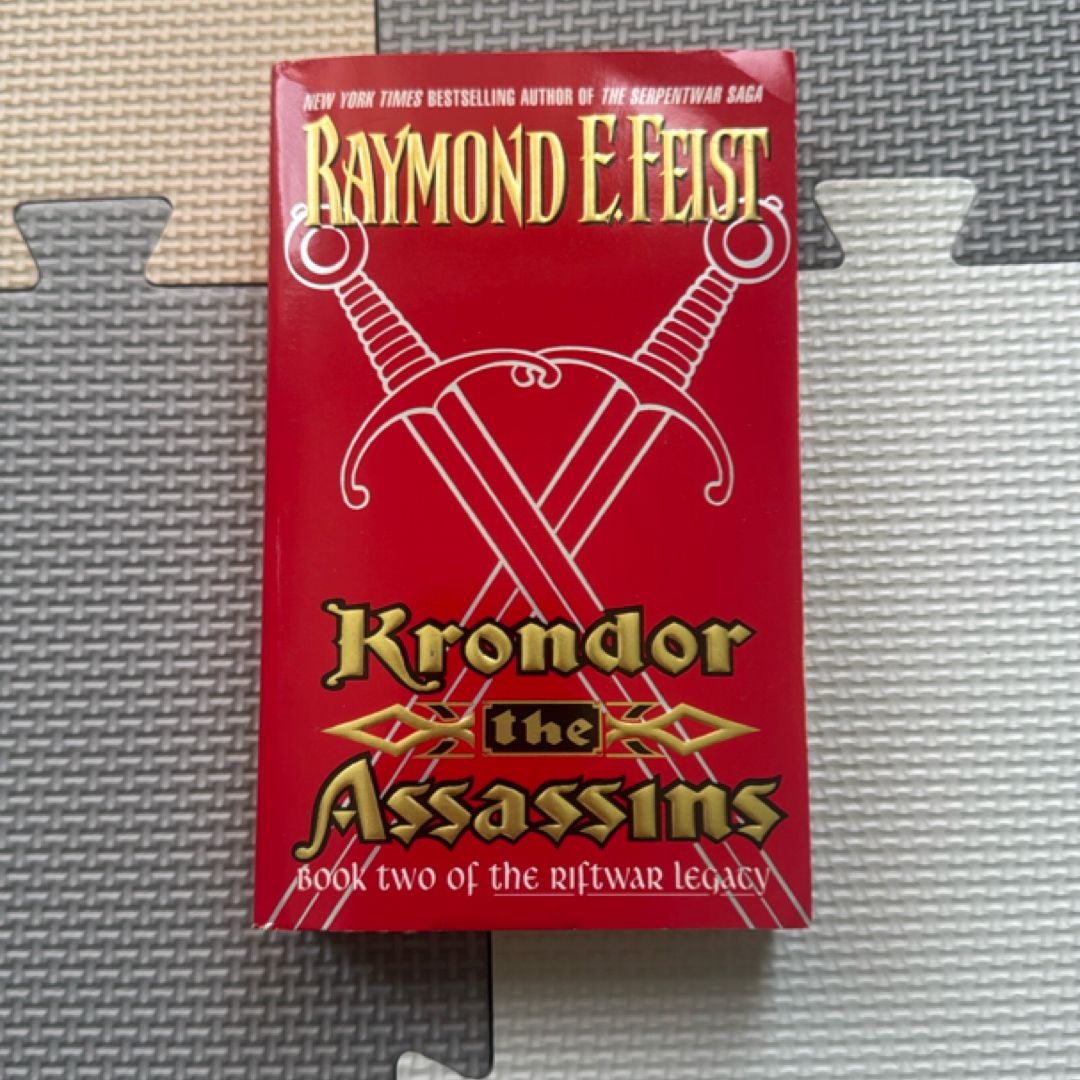 NEW YORK TIMES BESTSELLING AUTHOR OF THE SERPENTWAR SAGA
RAYMOND E. FEIST
Krondor
the
Assassins
BOOK TWO OF the RIFTWAR LEGACY